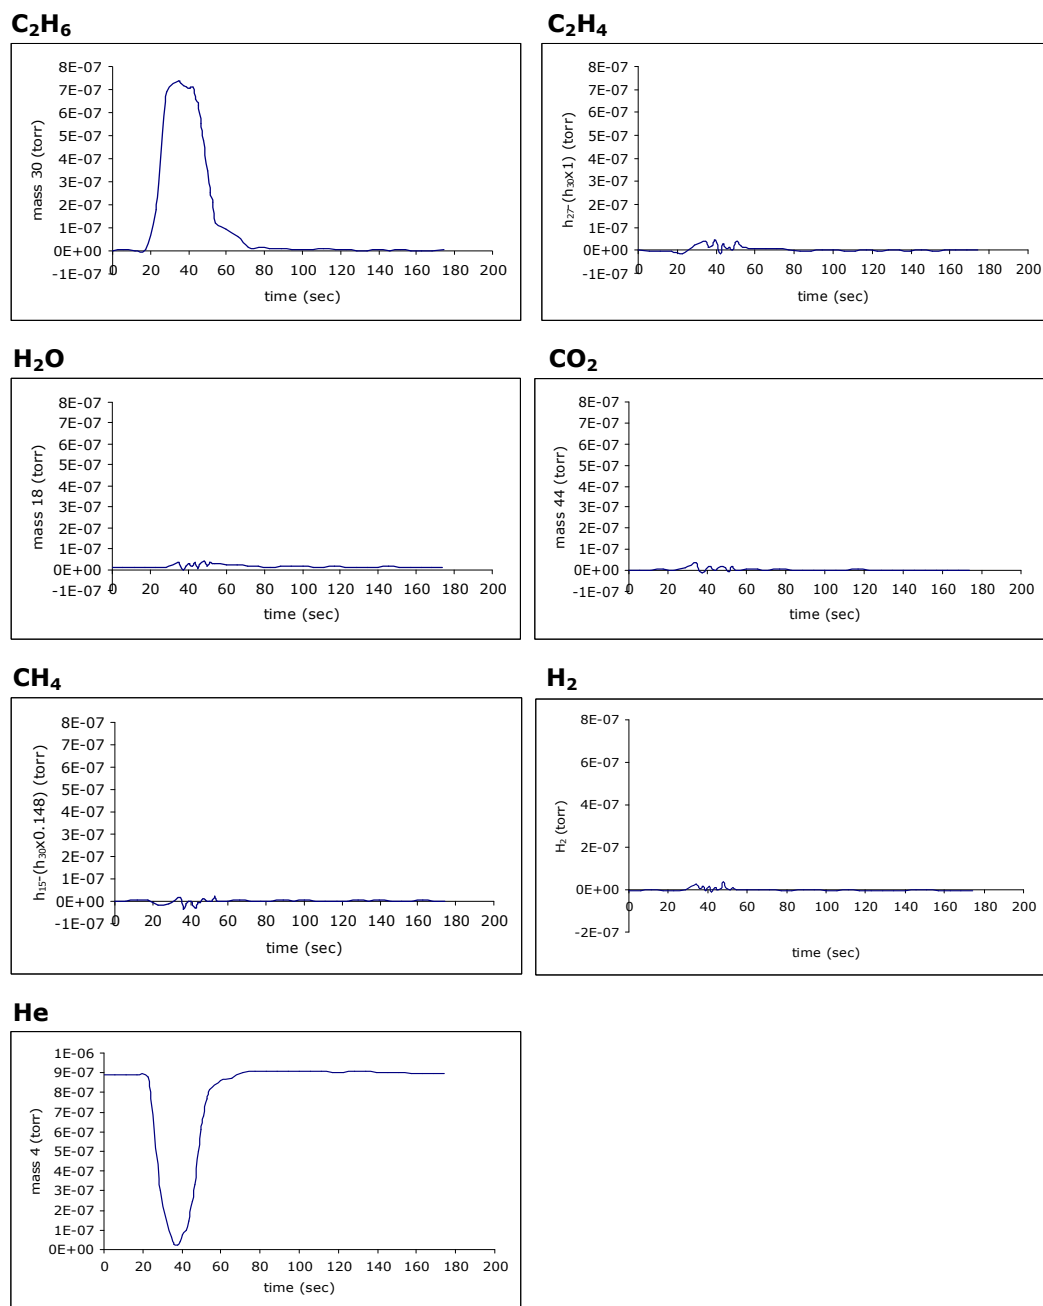 C₂H₆
8E-07
7E-07
6E-07
5E-07
4E-07
3E-07
2E-07
1E-07
0E+00
-1E-07
mass 30 (torr)
0 20 40 60 80 100 120 140 160 180 200
time (sec)
C₂H₄
8E-07
7E-07
6E-07
5E-07
4E-07
3E-07
2E-07
1E-07
0E+00
-1E-07
h₂₇-(h₃₀x1) (torr)
0 20 40 60 80 100 120 140 160 180 200
time (sec)
H₂O
8E-07
7E-07
6E-07
5E-07
4E-07
3E-07
2E-07
1E-07
0E+00
-1E-07
mass 18 (torr)
0 20 40 60 80 100 120 140 160 180 200
time (sec)
CO₂
8E-07
7E-07
6E-07
5E-07
4E-07
3E-07
2E-07
1E-07
0E+00
-1E-07
mass 44 (torr)
0 20 40 60 80 100 120 140 160 180 200
time (sec)
CH₄
8E-07
7E-07
6E-07
5E-07
4E-07
3E-07
2E-07
1E-07
0E+00
-1E-07
h₁₅-(h₃₀x0.148) (torr)
0 20 40 60 80 100 120 140 160 180 200
time (sec)
H₂
8E-07
6E-07
4E-07
2E-07
0E+00
-2E-07
H₂ (torr)
0 20 40 60 80 100 120 140 160 180 200
time (sec)
He
1E-06
9E-07
8E-07
7E-07
6E-07
5E-07
4E-07
3E-07
2E-07
1E-07
0E+00
mass 4 (torr)
0 20 40 60 80 100 120 140 160 180 200
time (sec)